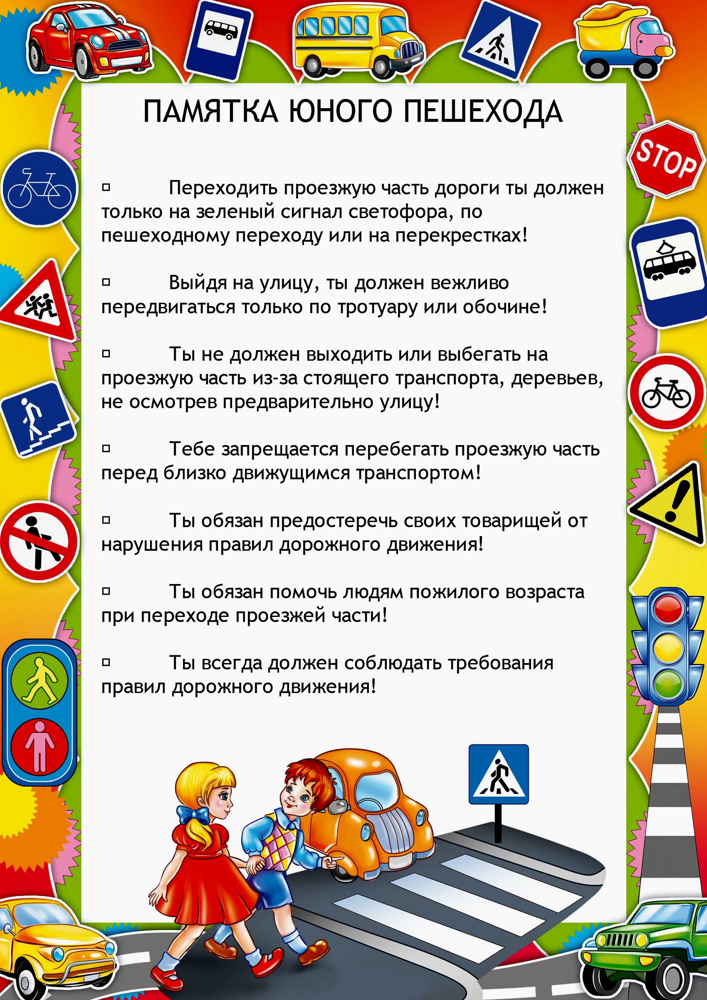 ПАМЯТКА ЮНОГО ПЕШЕХОДА
STOP
Переходить проезжую часть дороги ты должен
только на зеленый сигнал светофора, по
пешеходному переходу или на перекрестках!
Выйдя на улицу, ты должен вежливо
передвигаться только по тротуару или обочине!
Ты не должен выходить или выбегать на
проезжую часть из-за стоящего транспорта, деревьев,
не осмотрев предварительно улицу!
Тебе запрещается перебегать проезжую часть
перед близко движущимся транспортом!
Ты обязан предостеречь своих товарищей от
нарушения правил дорожного движения!
Ты обязан помочь людям пожилого возраста
при переходе проезжей части!
Ты всегда должен соблюдать требования
правил дорожного движения!